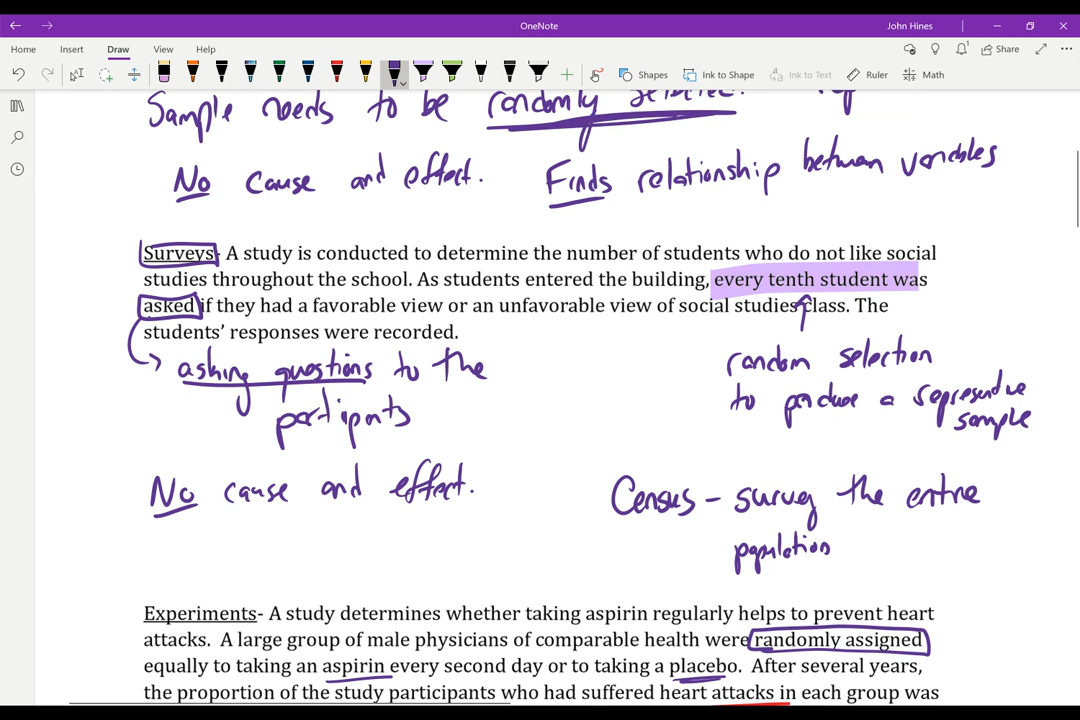 OneNote
John Hines
Home Insert Draw View Help
Share
Shapes Ink to Shape Ink to Text Ruler Math
Sample needs to be randomly selected.
No cause and effect. Finds relationship between variables
Surveys- A study is conducted to determine the number of students who do not like social
studies throughout the school. As students entered the building, every tenth student was
asked if they had a favorable view or an unfavorable view of social studies class. The
students' responses were recorded.
asking questions to the
participants
random selection
to produce a representive
sample
No cause and effect.
Census - survey the entire
population
Experiments- A study determines whether taking aspirin regularly helps to prevent heart
attacks. A large group of male physicians of comparable health were randomly assigned
equally to taking an aspirin every second day or to taking a placebo. After several years,
the proportion of the study participants who had suffered heart attacks in each group was